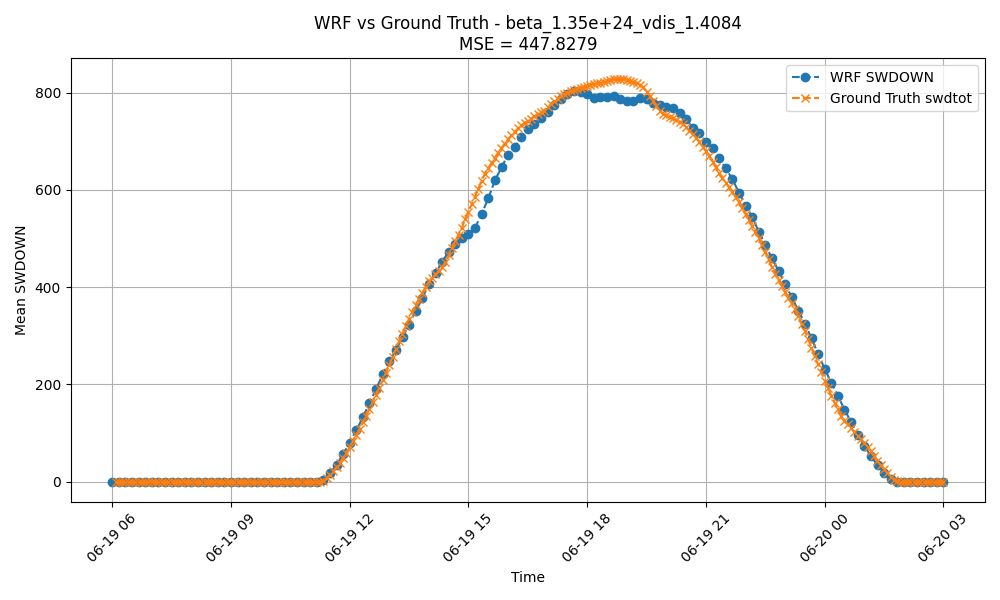 WRF vs Ground Truth - beta_1.35e+24_vdis_1.4084
MSE = 447.8279
WRF SWDOWN
Ground Truth swdtot
Mean SWDOWN
800
600
400
200
0
06-19 06
06-19 09
06-19 12
06-19 15
06-19 18
06-19 21
06-20 00
06-20 03
Time